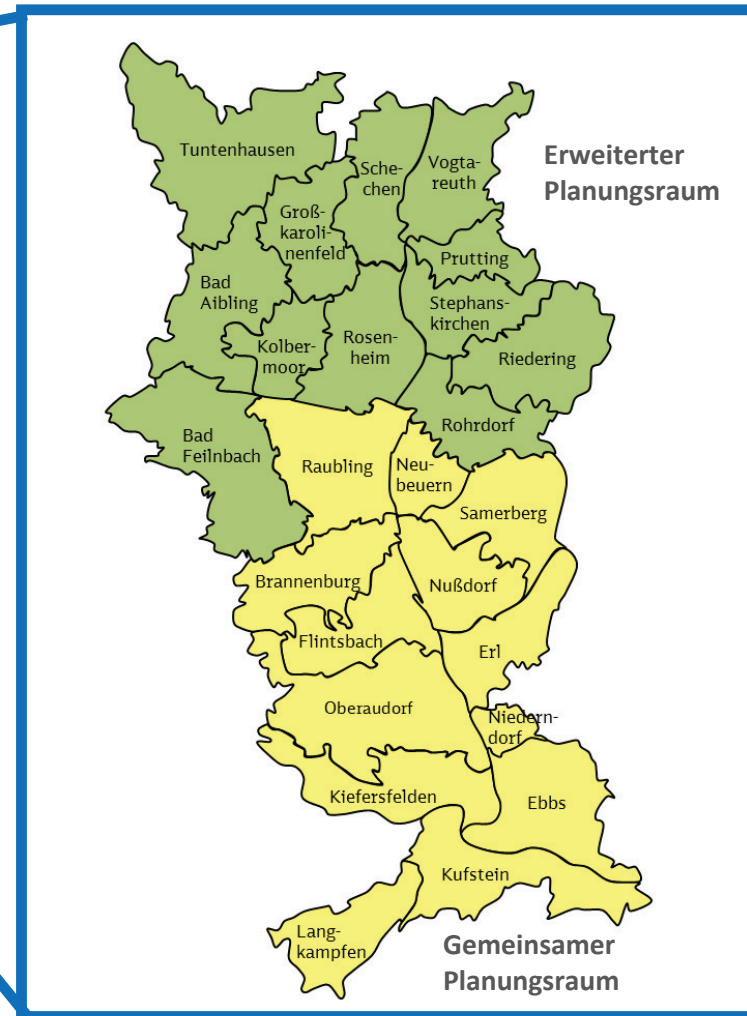 Tuntenhausen
Sche-
chen
Vogta-
reuth
Erweiterter
Planungsraum
Groß-
karoli-
nenfeld
Prutting
Bad
Aibling
Stephans-
kirchen
Kolber-
moor
Rosen-
heim
Riedering
Rohrdorf
Bad
Feilnbach
Raubling
Neu-
beuern
Samerberg
Brannenburg
Nußdorf
Flintsbach
Erl
Oberaudorf
Niedern-
dorf
Kiefersfelden
Ebbs
Kufstein
Lang-
kampfen
Gemeinsamer
Planungsraum